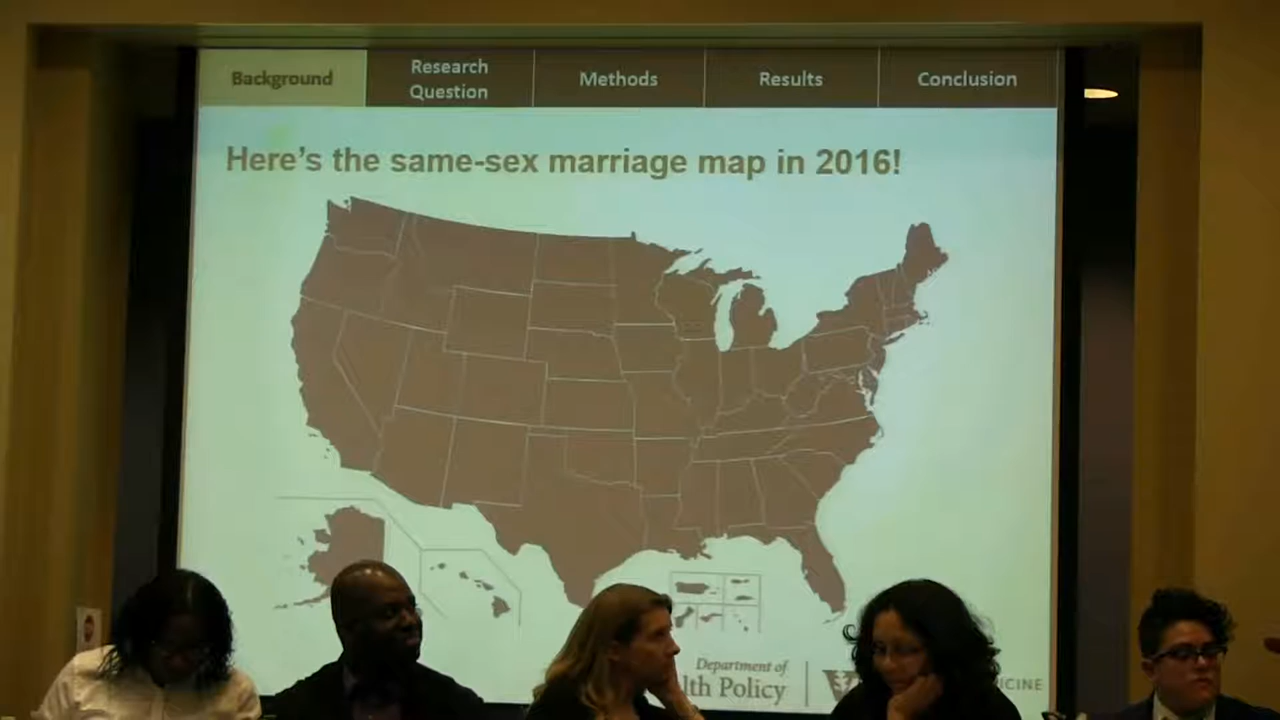 Background
Research
Question
Methods
Results
Conclusion
Here's the same-sex marriage map in 2016!
Department of
lth Policy
ICINE